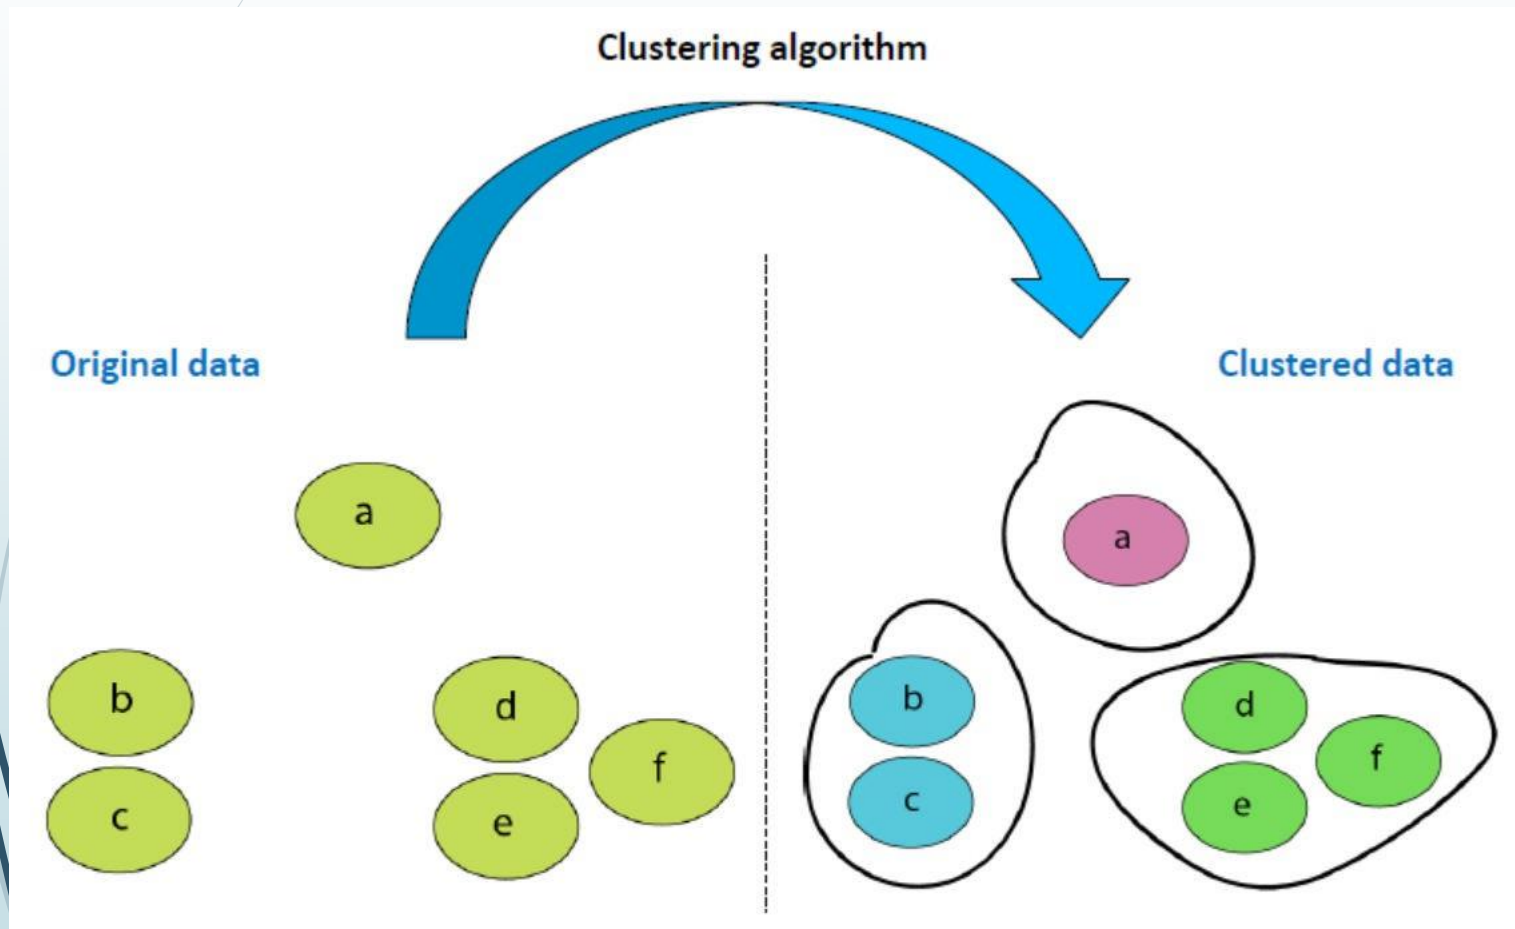 Clustering algorithm
Original data
Clustered data
a
b
c
d
e
f
a
b
c
d
e
f